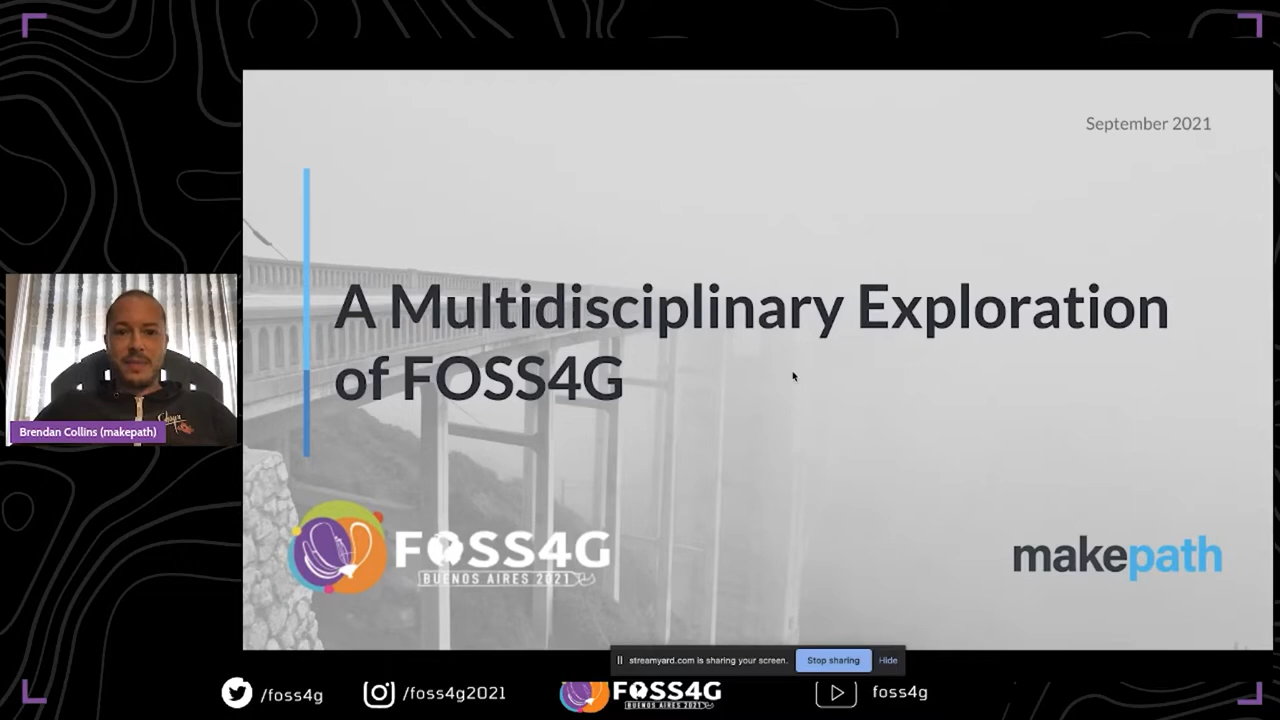 September 2021
A Multidisciplinary Exploration
of FOSS4G
Brendan Collins (makepath)
FOSS4G
BUENOS AIRES 2021
makepath
streamyard.com is sharing your screen.
Stop sharing
Hide
/foss4g
/foss4g2021
FOSS4G
BUENOS AIRES 2021
foss4g